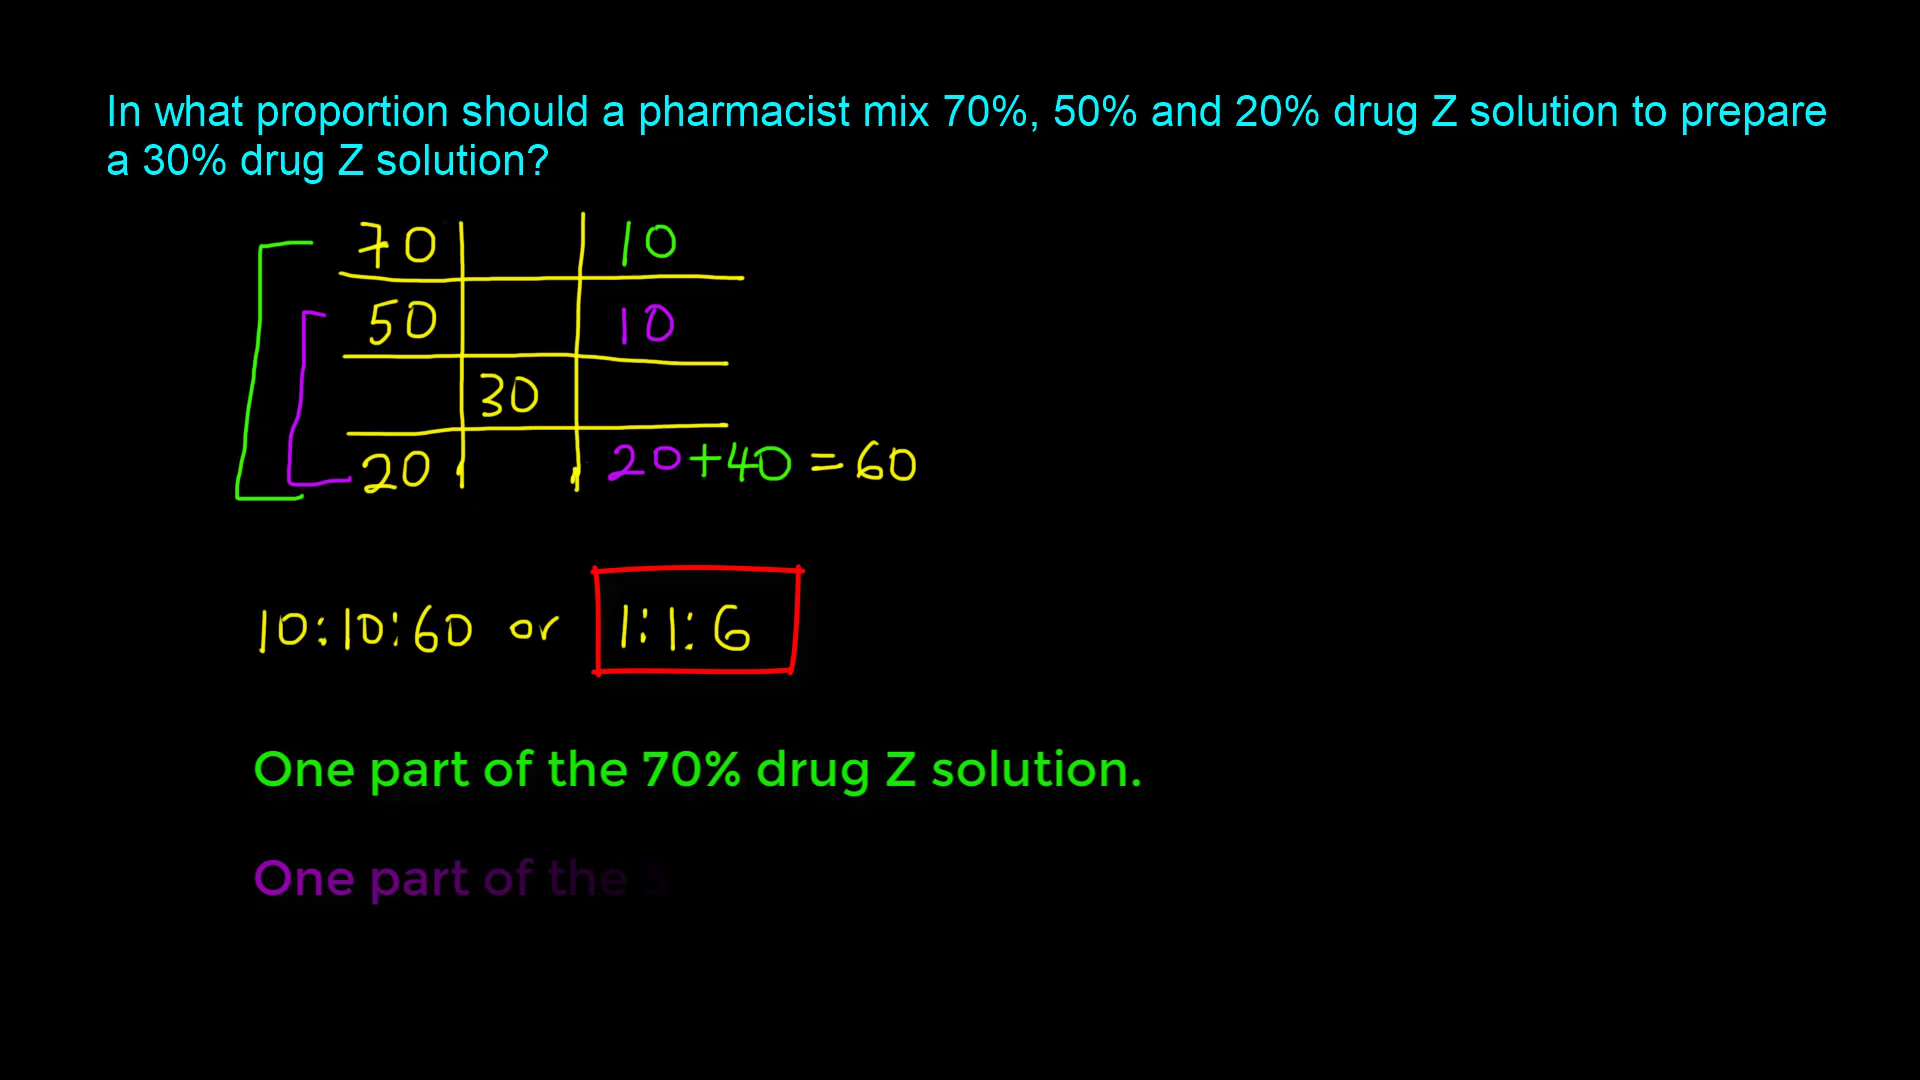 In what proportion should a pharmacist mix 70%, 50% and 20% drug Z solution to prepare
a 30% drug Z solution?
70 10
50 10
30
20 20+40=60
10:10:60 or 1:1:6
One part of the 70% drug Z solution.
One part of the